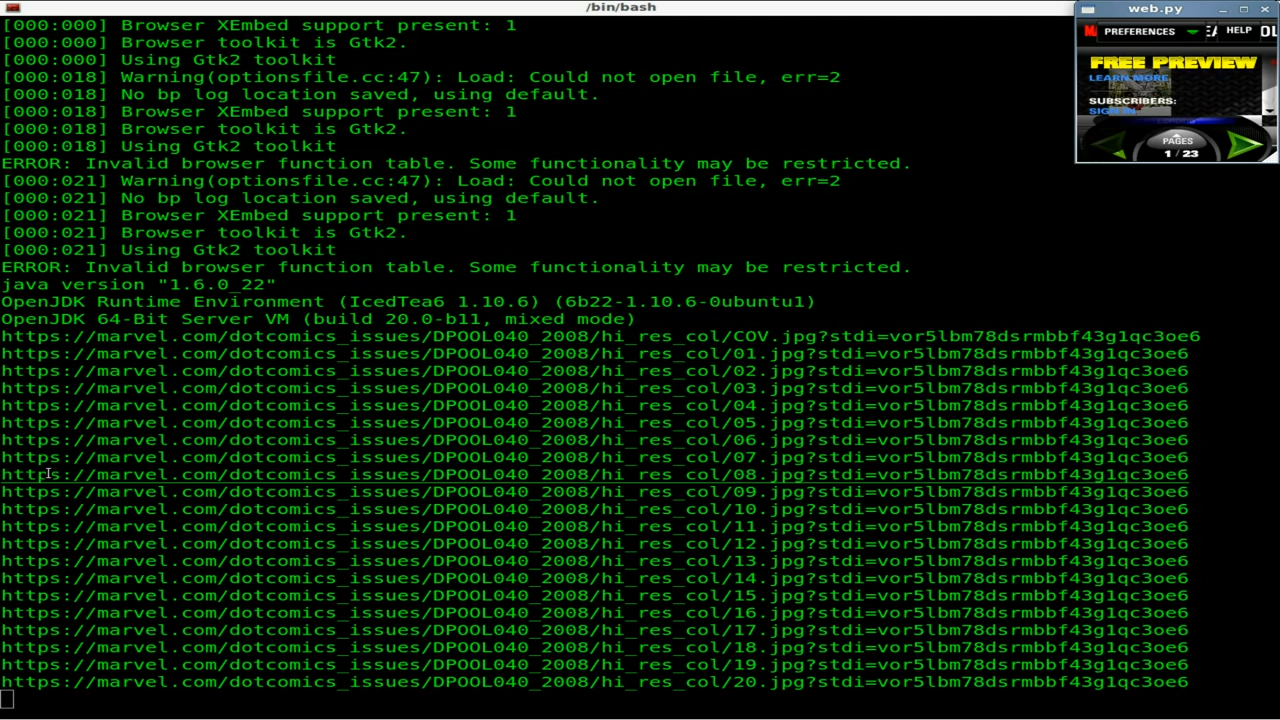 /bin/bash
[000:000] Browser XEmbed support present: 1
[000:000] Browser toolkit is Gtk2.
[000:000] Using Gtk2 toolkit
[000:018] Warning(optionsfile.cc:47): Load: Could not open file, err=2
[000:018] No bp log location saved, using default.
[000:018] Browser XEmbed support present: 1
[000:018] Browser toolkit is Gtk2.
[000:018] Using Gtk2 toolkit
ERROR: Invalid browser function table. Some functionality may be restricted.
[000:021] Warning(optionsfile.cc:47): Load: Could not open file, err=2
[000:021] No bp log location saved, using default.
[000:021] Browser XEmbed support present: 1
[000:021] Browser toolkit is Gtk2.
[000:021] Using Gtk2 toolkit
ERROR: Invalid browser function table. Some functionality may be restricted.
java version "1.6.0_22"
OpenJDK Runtime Environment (IcedTea6 1.10.6) (6b22-1.10.6-0ubuntu1)
OpenJDK 64-Bit Server VM (build 20.0-b11, mixed mode)
https://marvel.com/dotcomics_issues/DPOOL040_2008/hi_res_col/COV.jpg?stdi=vor5lbm78dsrmbbf43g1qc3oe6
https://marvel.com/dotcomics_issues/DPOOL040_2008/hi_res_col/01.jpg?stdi=vor5lbm78dsrmbbf43g1qc3oe6
https://marvel.com/dotcomics_issues/DPOOL040_2008/hi_res_col/02.jpg?stdi=vor5lbm78dsrmbbf43g1qc3oe6
https://marvel.com/dotcomics_issues/DPOOL040_2008/hi_res_col/03.jpg?stdi=vor5lbm78dsrmbbf43g1qc3oe6
https://marvel.com/dotcomics_issues/DPOOL040_2008/hi_res_col/04.jpg?stdi=vor5lbm78dsrmbbf43g1qc3oe6
https://marvel.com/dotcomics_issues/DPOOL040_2008/hi_res_col/05.jpg?stdi=vor5lbm78dsrmbbf43g1qc3oe6
https://marvel.com/dotcomics_issues/DPOOL040_2008/hi_res_col/06.jpg?stdi=vor5lbm78dsrmbbf43g1qc3oe6
https://marvel.com/dotcomics_issues/DPOOL040_2008/hi_res_col/07.jpg?stdi=vor5lbm78dsrmbbf43g1qc3oe6
https://marvel.com/dotcomics_issues/DPOOL040_2008/hi_res_col/08.jpg?stdi=vor5lbm78dsrmbbf43g1qc3oe6
https://marvel.com/dotcomics_issues/DPOOL040_2008/hi_res_col/09.jpg?stdi=vor5lbm78dsrmbbf43g1qc3oe6
https://marvel.com/dotcomics_issues/DPOOL040_2008/hi_res_col/10.jpg?stdi=vor5lbm78dsrmbbf43g1qc3oe6
https://marvel.com/dotcomics_issues/DPOOL040_2008/hi_res_col/11.jpg?stdi=vor5lbm78dsrmbbf43g1qc3oe6
https://marvel.com/dotcomics_issues/DPOOL040_2008/hi_res_col/12.jpg?stdi=vor5lbm78dsrmbbf43g1qc3oe6
https://marvel.com/dotcomics_issues/DPOOL040_2008/hi_res_col/13.jpg?stdi=vor5lbm78dsrmbbf43g1qc3oe6
https://marvel.com/dotcomics_issues/DPOOL040_2008/hi_res_col/14.jpg?stdi=vor5lbm78dsrmbbf43g1qc3oe6
https://marvel.com/dotcomics_issues/DPOOL040_2008/hi_res_col/15.jpg?stdi=vor5lbm78dsrmbbf43g1qc3oe6
https://marvel.com/dotcomics_issues/DPOOL040_2008/hi_res_col/16.jpg?stdi=vor5lbm78dsrmbbf43g1qc3oe6
https://marvel.com/dotcomics_issues/DPOOL040_2008/hi_res_col/17.jpg?stdi=vor5lbm78dsrmbbf43g1qc3oe6
https://marvel.com/dotcomics_issues/DPOOL040_2008/hi_res_col/18.jpg?stdi=vor5lbm78dsrmbbf43g1qc3oe6
https://marvel.com/dotcomics_issues/DPOOL040_2008/hi_res_col/19.jpg?stdi=vor5lbm78dsrmbbf43g1qc3oe6
https://marvel.com/dotcomics_issues/DPOOL040_2008/hi_res_col/20.jpg?stdi=vor5lbm78dsrmbbf43g1qc3oe6
web.py
PREFERENCES HELP
FREE PREVIEW
LEARN MORE
SUBSCRIBERS:
SIGN IN
PAGES
1 / 23